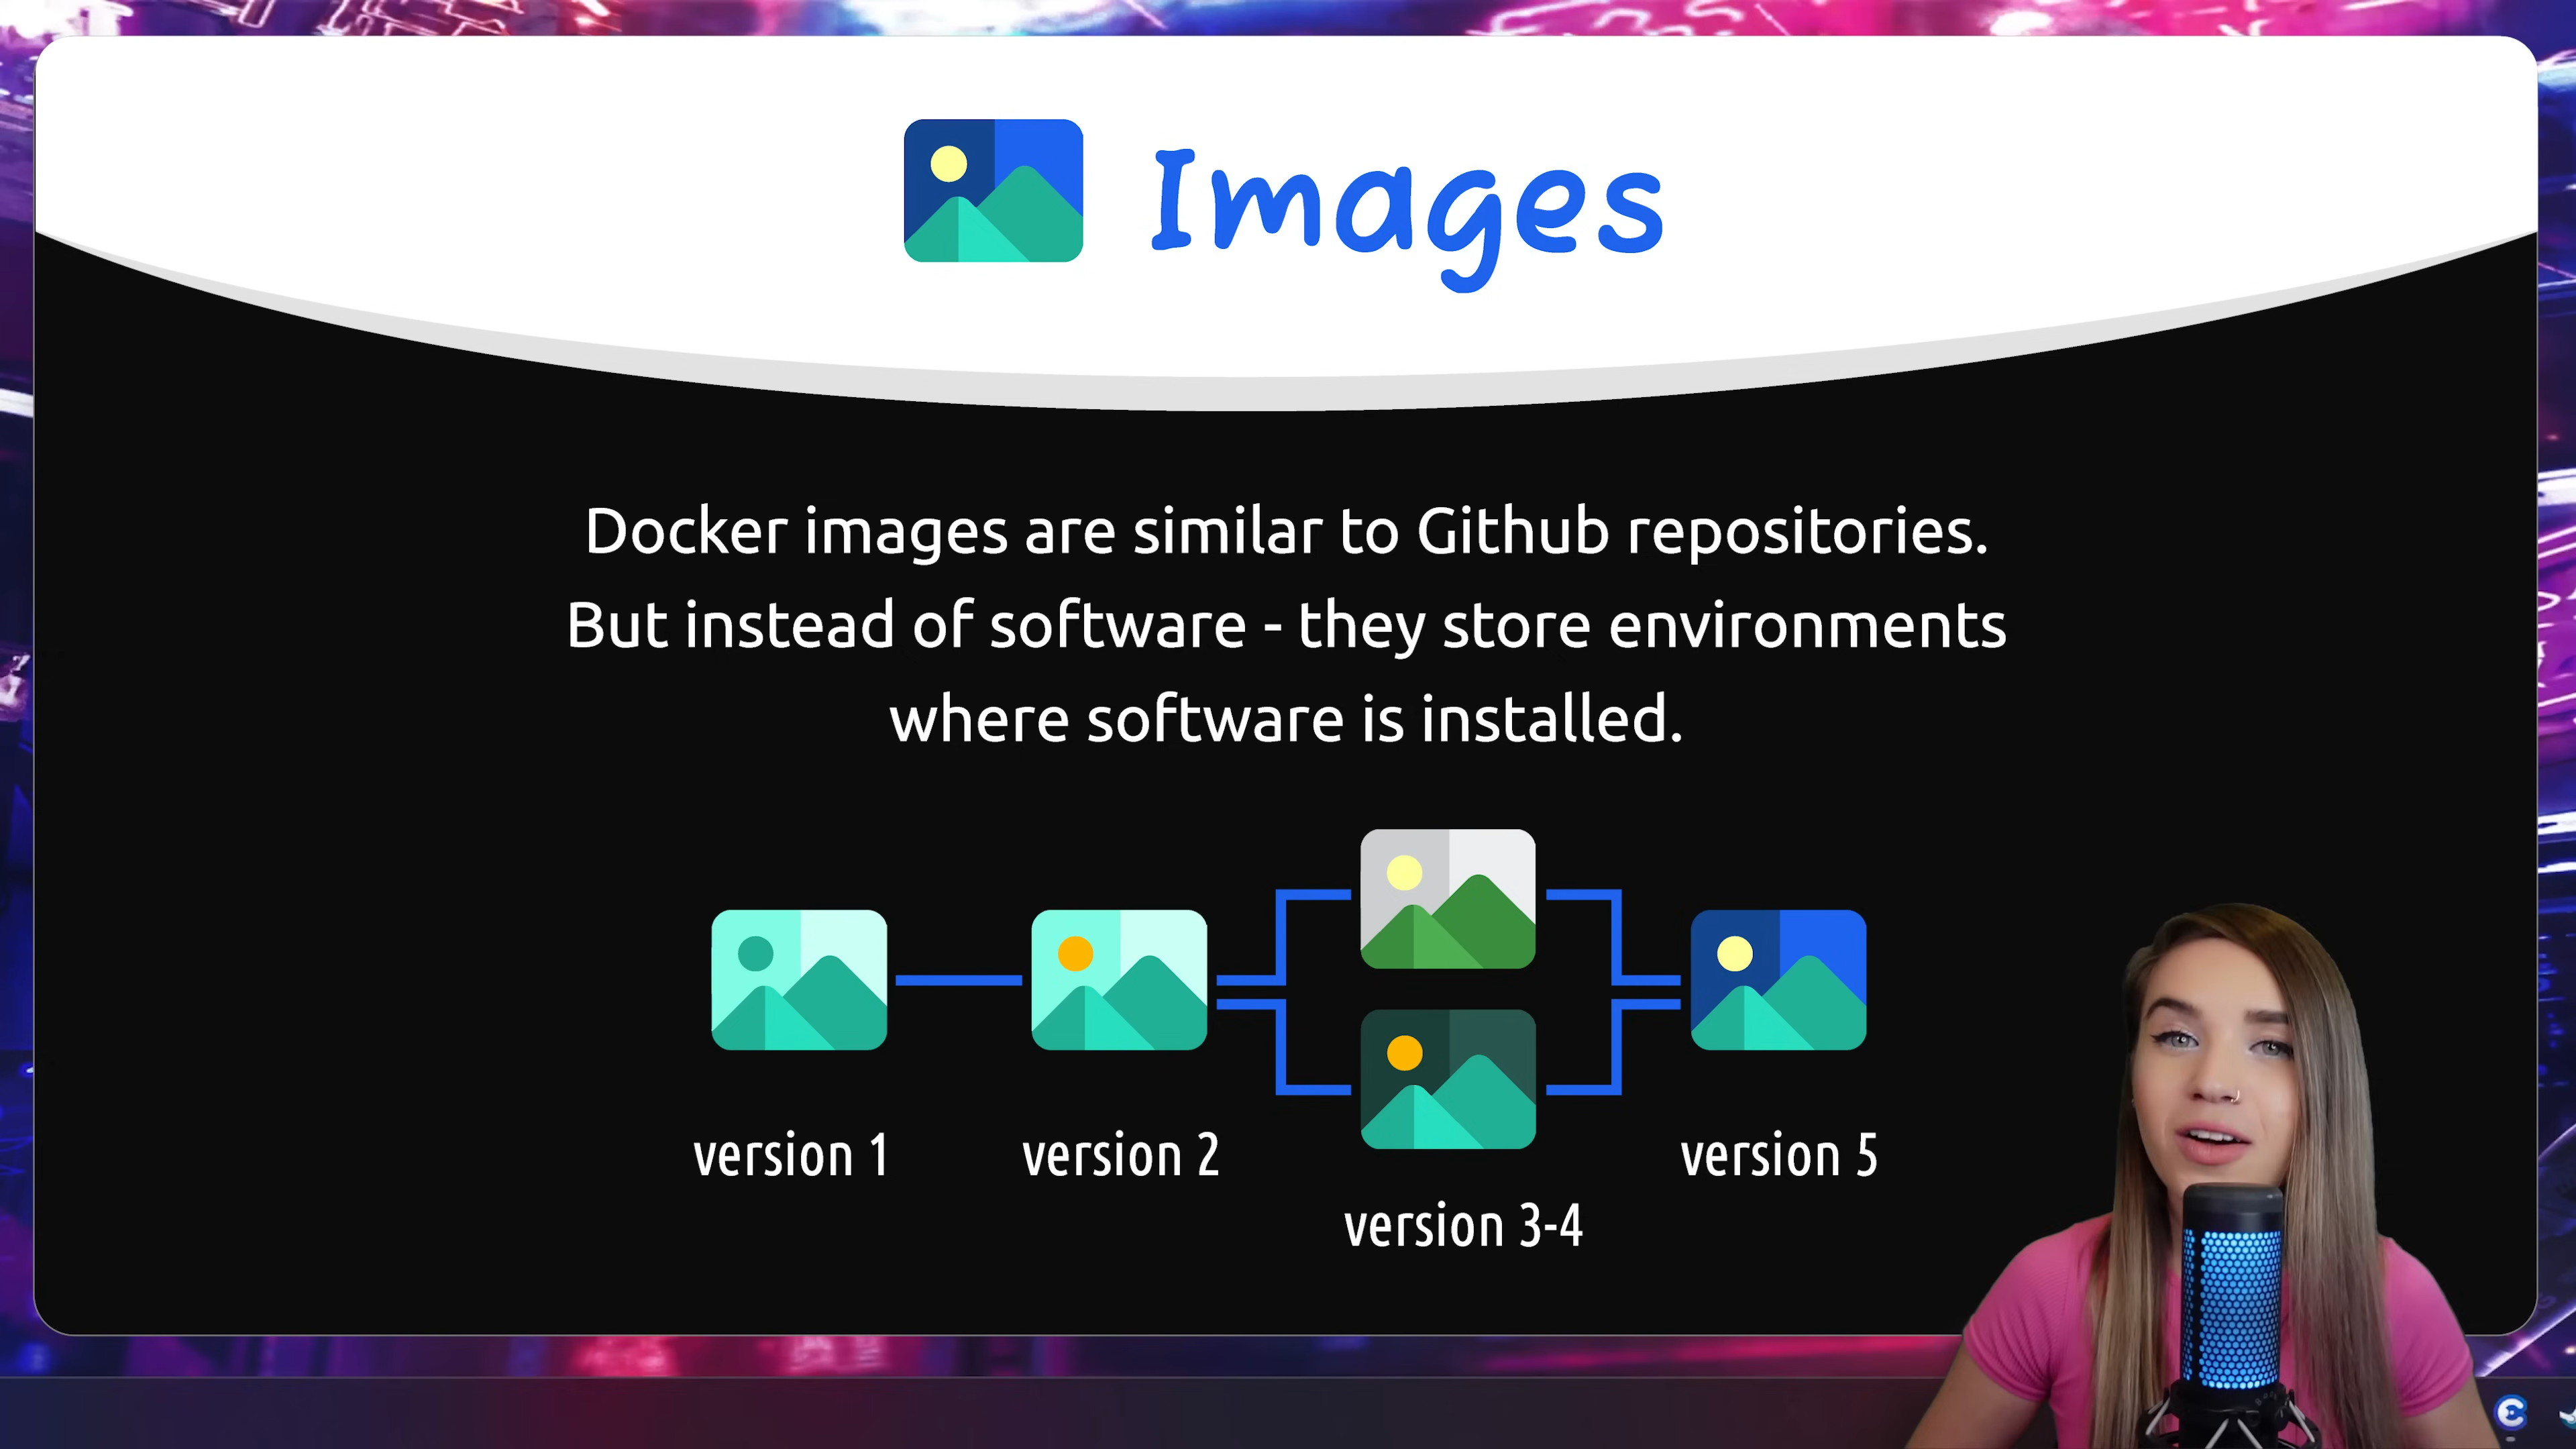 Images
Docker images are similar to Github repositories.
But instead of software - they store environments
where software is installed.
version 1
version 2
version 3-4
version 5